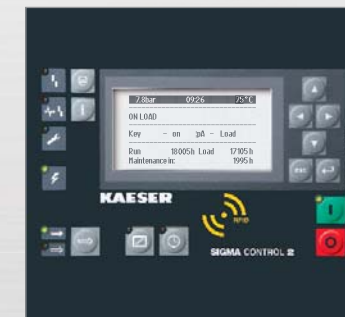 7.8bar 09:26 75°C
ON LOAD
Key - on :pA - Load
Run 18005h Load 17105h
Maintenance in: 1995h
esc
KAESER
RFID
SIGMA CONTROL 2
I
O